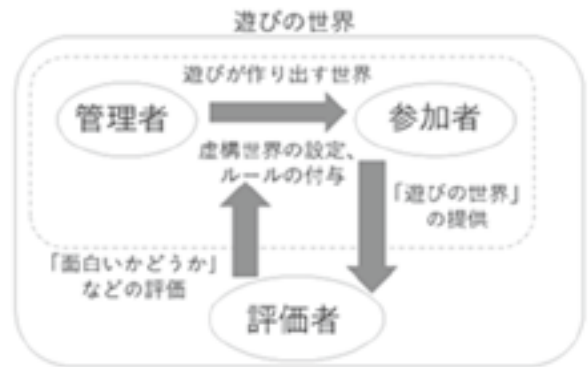 遊びの世界
遊びが作り出す世界
管理者
参加者
虚構世界の設定、
ルールの付与
「遊びの世界」
の提供
「面白いかどうか」
などの評価
評価者